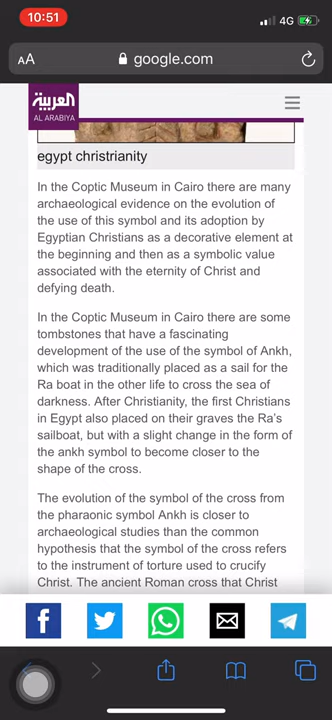 10:51
4G
AA
google.com
العربية
AL ARABIYA
egypt christrianity
In the Coptic Museum in Cairo there are many
archaeological evidence on the evolution of
the use of this symbol and its adoption by
Egyptian Christians as a decorative element at
the beginning and then as a symbolic value
associated with the eternity of Christ and
defying death.
In the Coptic Museum in Cairo there are some
tombstones that have a fascinating
development of the use of the symbol of Ankh,
which was traditionally placed as a sail for the
Ra boat in the other life to cross the sea of
darkness. After Christianity, the first Christians
in Egypt also placed on their graves the Ra's
sailboat, but with a slight change in the form of
the ankh symbol to become closer to the
shape of the cross.
The evolution of the symbol of the cross from
the pharaonic symbol Ankh is closer to
archaeological studies than the common
hypothesis that the symbol of the cross refers
to the instrument of torture used to crucify
Christ. The ancient Roman cross that Christ